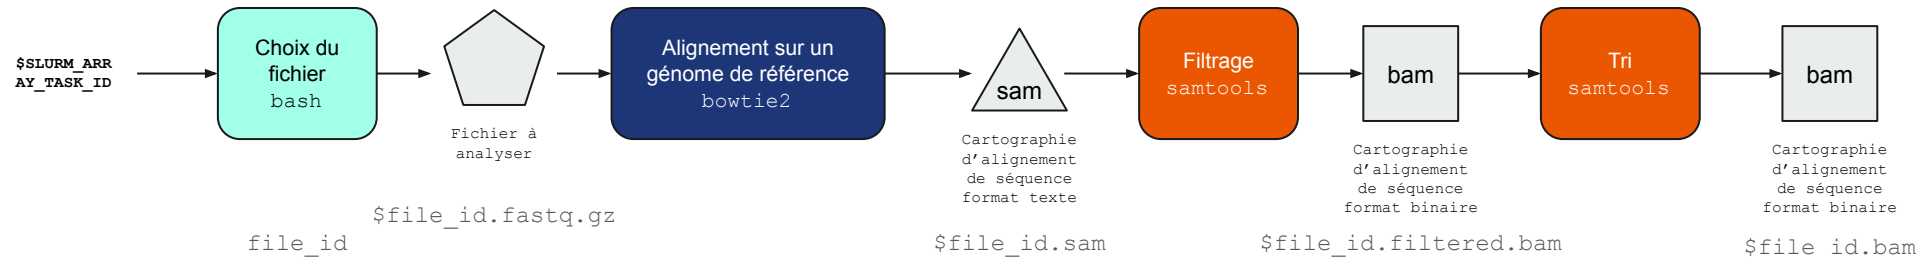 $SLURM_ARR
AY_TASK_ID
Choix du
fichier
bash
Fichier à
analyser
$file_id.fastq.gz
file_id
Alignement sur un
génome de référence
bowtie2
sam
Cartographie
d’alignement
de séquence
format texte
$file_id.sam
Filtrage
samtools
bam
Cartographie
d’alignement
de séquence
format binaire
$file_id.filtered.bam
Tri
samtools
bam
Cartographie
d’alignement
de séquence
format binaire
$file_id.bam